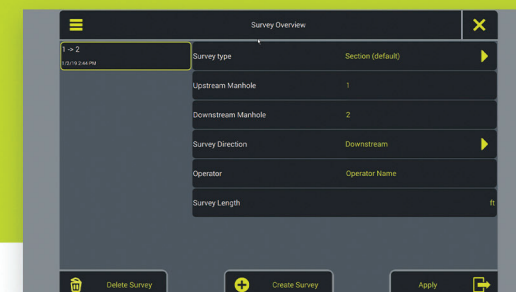 Survey Overview
1 -> 2
1/3/19 2:44 PM
Survey type Section (default)
Upstream Manhole 1
Downstream Manhole 2
Survey Direction Downstream
Operator Operator Name
Survey Length ft
Delete Survey Create Survey Apply